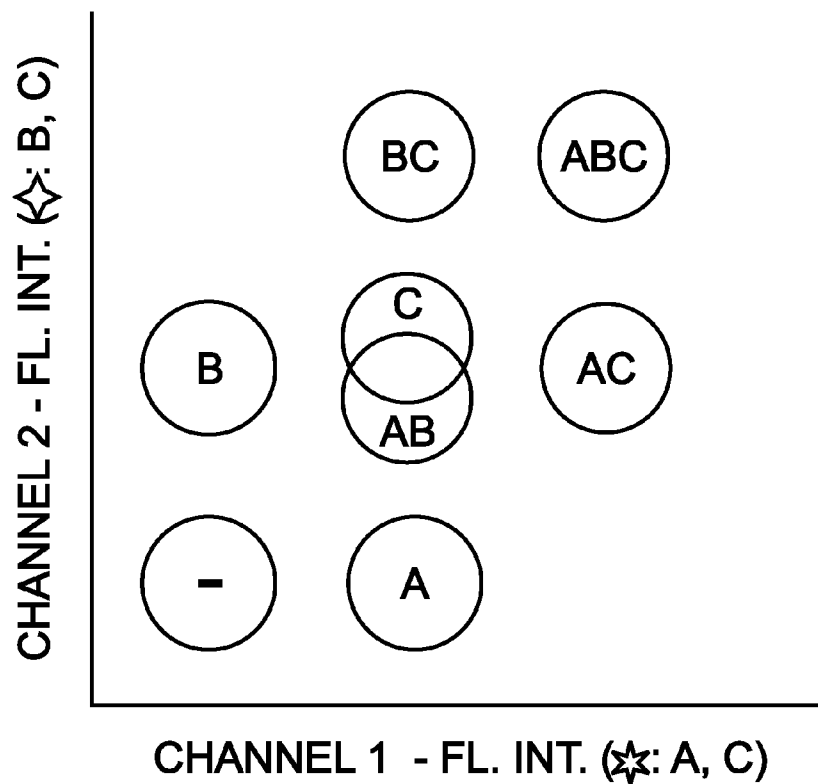 CHANNEL 2 - FL. INT. (✧: B, C)
BC
ABC
C
B
AC
AB
-
A
CHANNEL 1 - FL. INT. (✶: A, C)